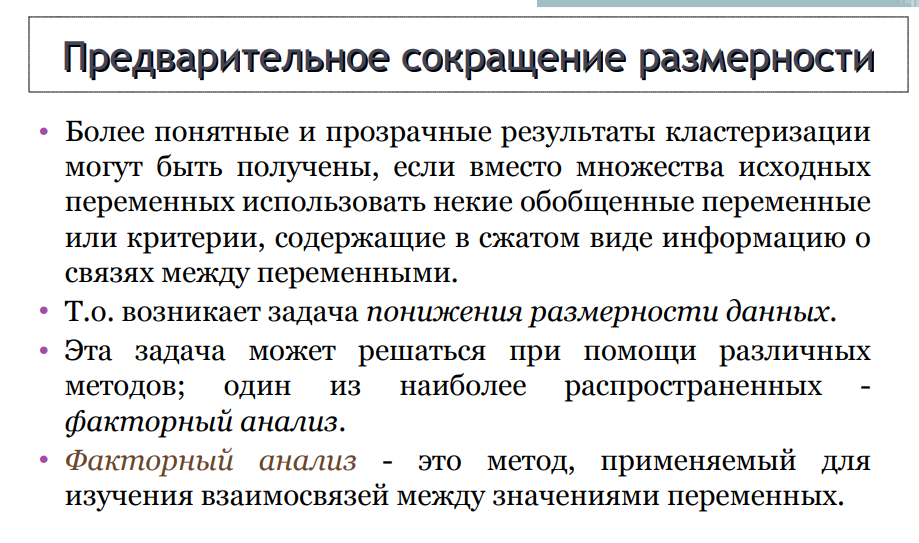 Предварительное сокращение размерности
• Более понятные и прозрачные результаты кластеризации
могут быть получены, если вместо множества исходных
переменных использовать некие обобщенные переменные
или критерии, содержащие в сжатом виде информацию о
связях между переменными.
• Т.о. возникает задача понижения размерности данных.
• Эта задача может решаться при помощи различных
методов; один из наиболее распространенных -
факторный анализ.
• Факторный анализ - это метод, применяемый для
изучения взаимосвязей между значениями переменных.